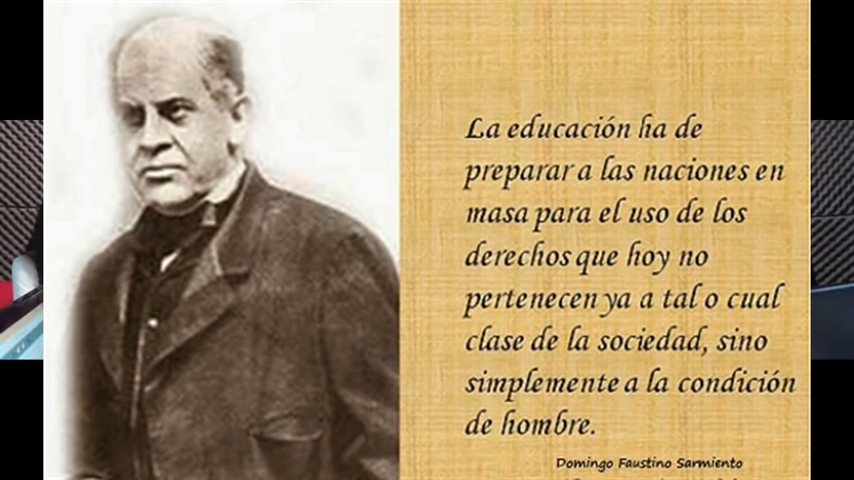 La educación ha de
preparar a las naciones en
masa para el uso de los
derechos que hoy no
pertenecen ya a tal o cual
clase de la sociedad, sino
simplemente a la condición
de hombre.
Domingo Faustino Sarmiento